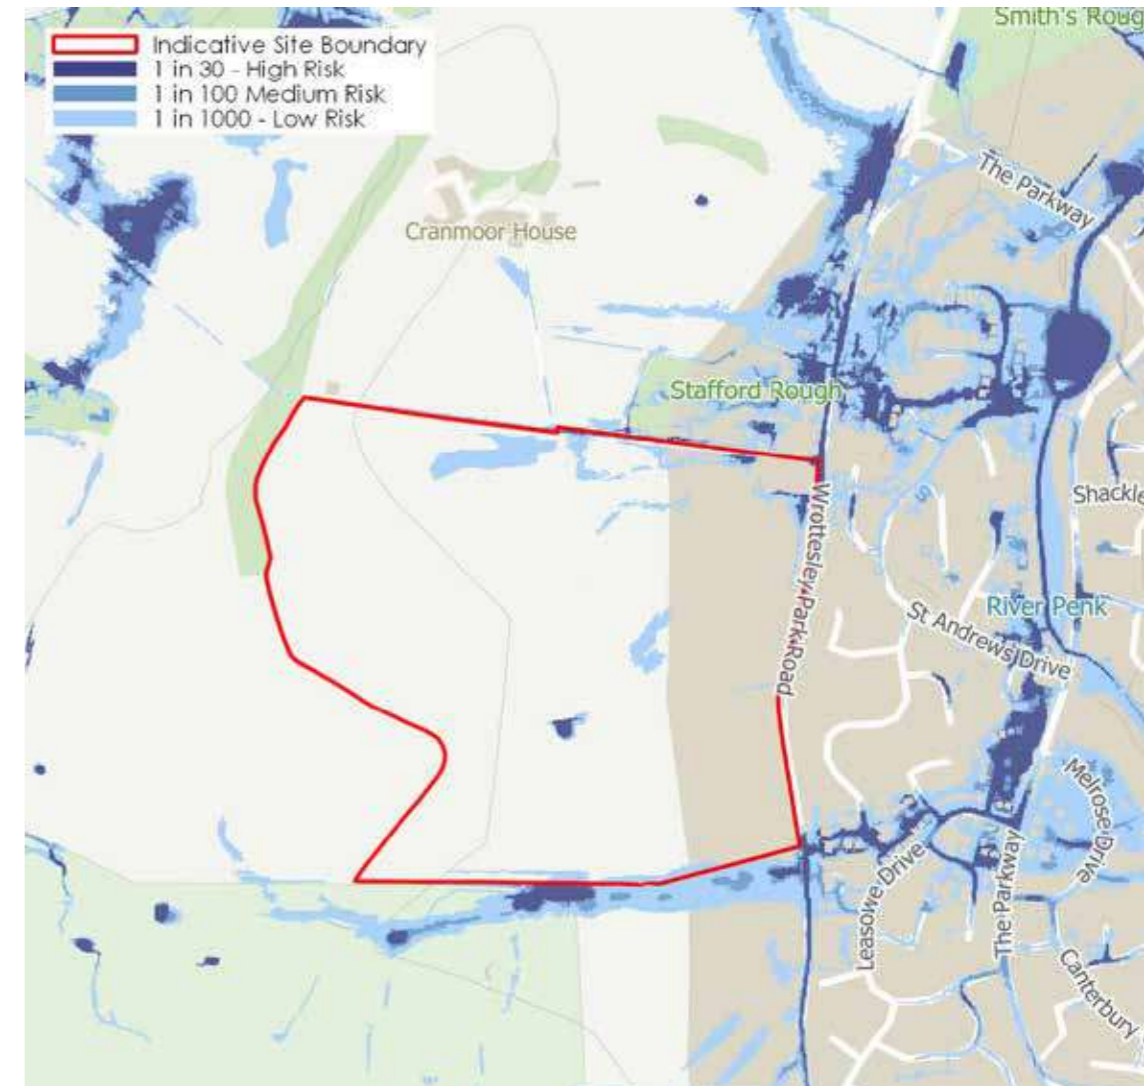 Smith's Roug
Indicative Site Boundary
1 in 30 - High Risk
1 in 100 Medium Risk
1 in 1000 - Low Risk
The Parkway
Cranmoor House
Stafford Rough
Shackle
Wrottesley Park Road
River Penk
St Andrews Drive
Melrose Drive
Leasowe Drive
The Parkway
Canterbury